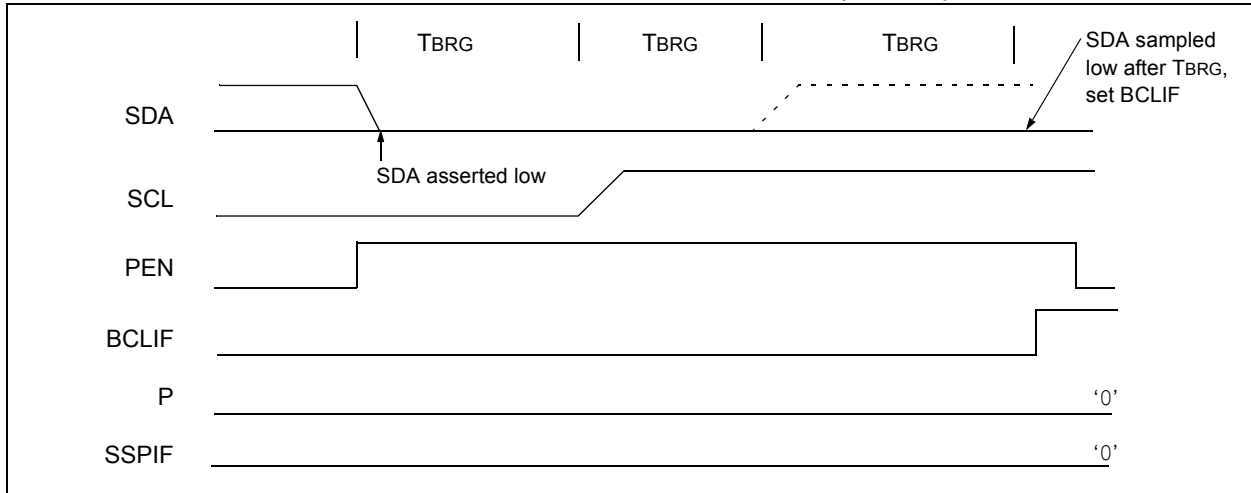 TBRG TBRG TBRG
SDA sampled
low after TBRG,
set BCLIF
SDA
SDA asserted low
SCL
PEN
BCLIF
P
‘0’
SSPIF
‘0’